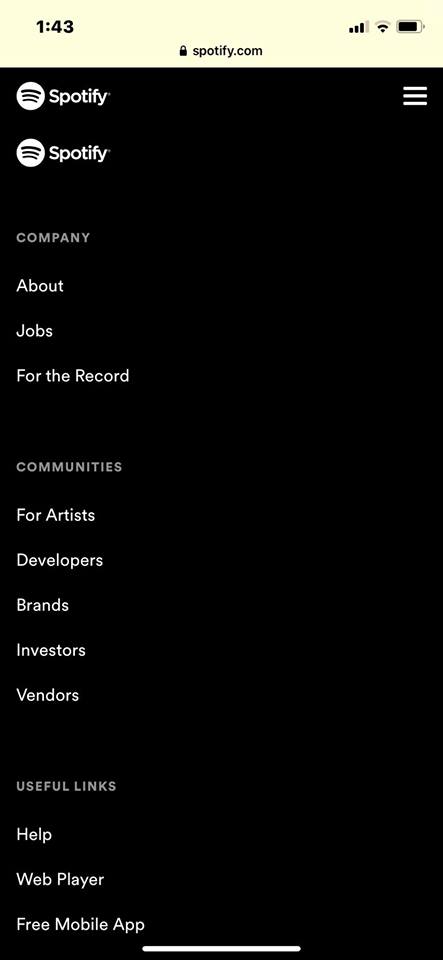 1:43
spotify.com
Spotify
Spotify
COMPANY
About
Jobs
For the Record
COMMUNITIES
For Artists
Developers
Brands
Investors
Vendors
USEFUL LINKS
Help
Web Player
Free Mobile App